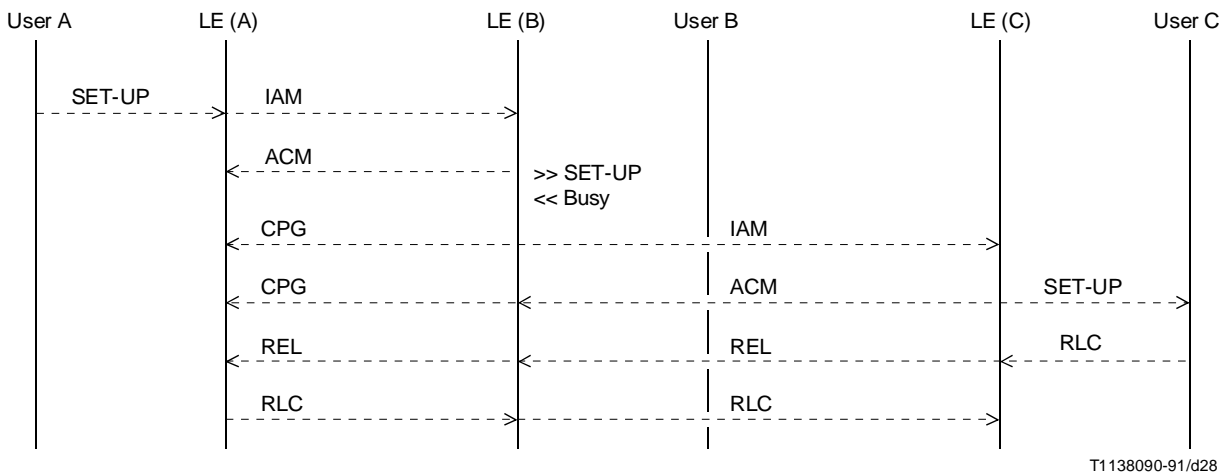 User A LE (A) LE (B) User B LE (C) User C
SET-UP IAM
ACM
>> SET-UP
<< Busy
CPG IAM
CPG ACM SET-UP
REL REL RLC
RLC RLC
T1138090-91/d28